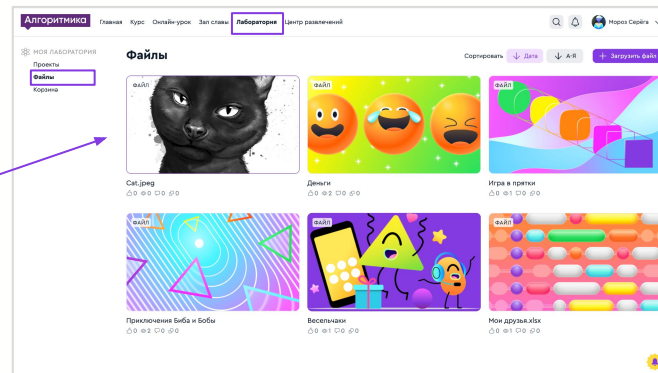 Алгоритмика Главная Курс Онлайн-урок Зал славы Лаборатория Центр развлечений Мороз Серёга
МОЯ ЛАБОРАТОРИЯ
Проекты
Файлы
Корзина
Файлы
Сортировать Дата А-Я + Загрузить файл
ФАЙЛ ФАЙЛ ФАЙЛ
Cat.jpeg Деньги Игра в прятки
0 0 0 0 0 2 0 0 0 1 0 0
ФАЙЛ ФАЙЛ ФАЙЛ
Приключения Биба и Бобы Весельчаки Мои друзья.xlsx
0 2 0 0 0 1 0 0 0 1 0 0